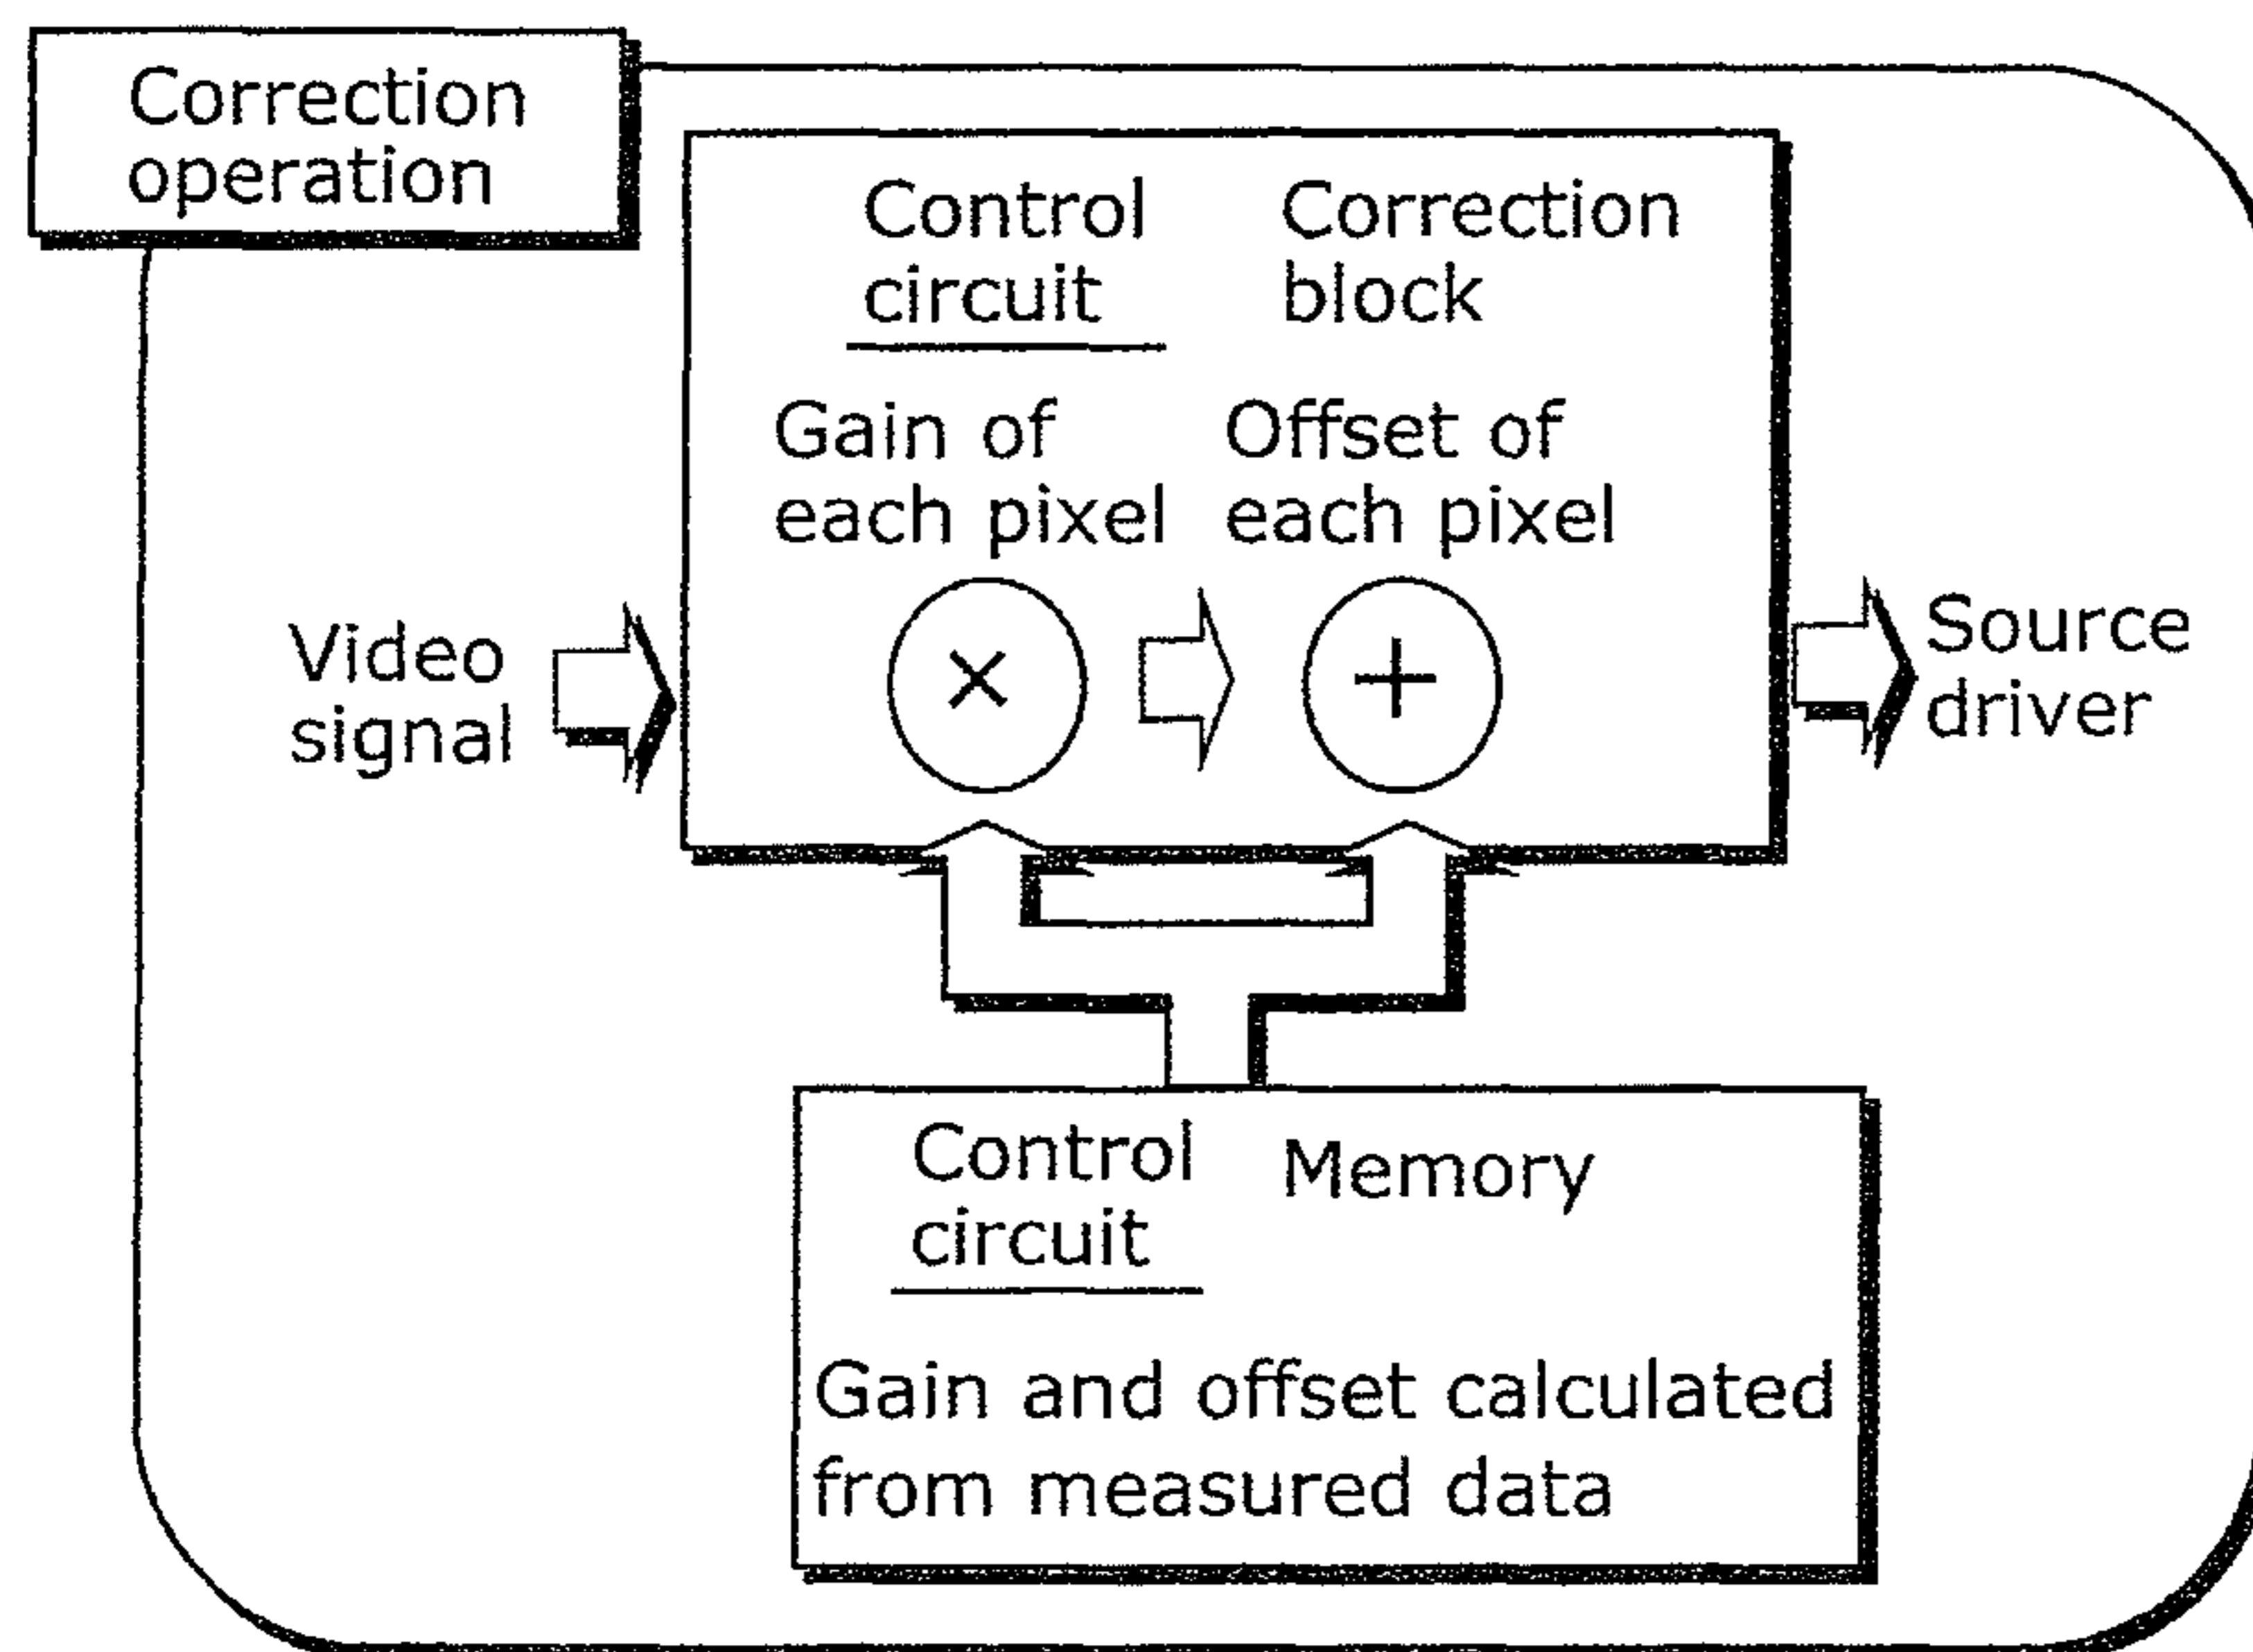 Correction
operation
Control
circuit
Correction
block
Gain of
each pixel
Offset of
each pixel
Video
signal
×
+
Source
driver
Control
circuit
Memory
Gain and offset calculated
from measured data